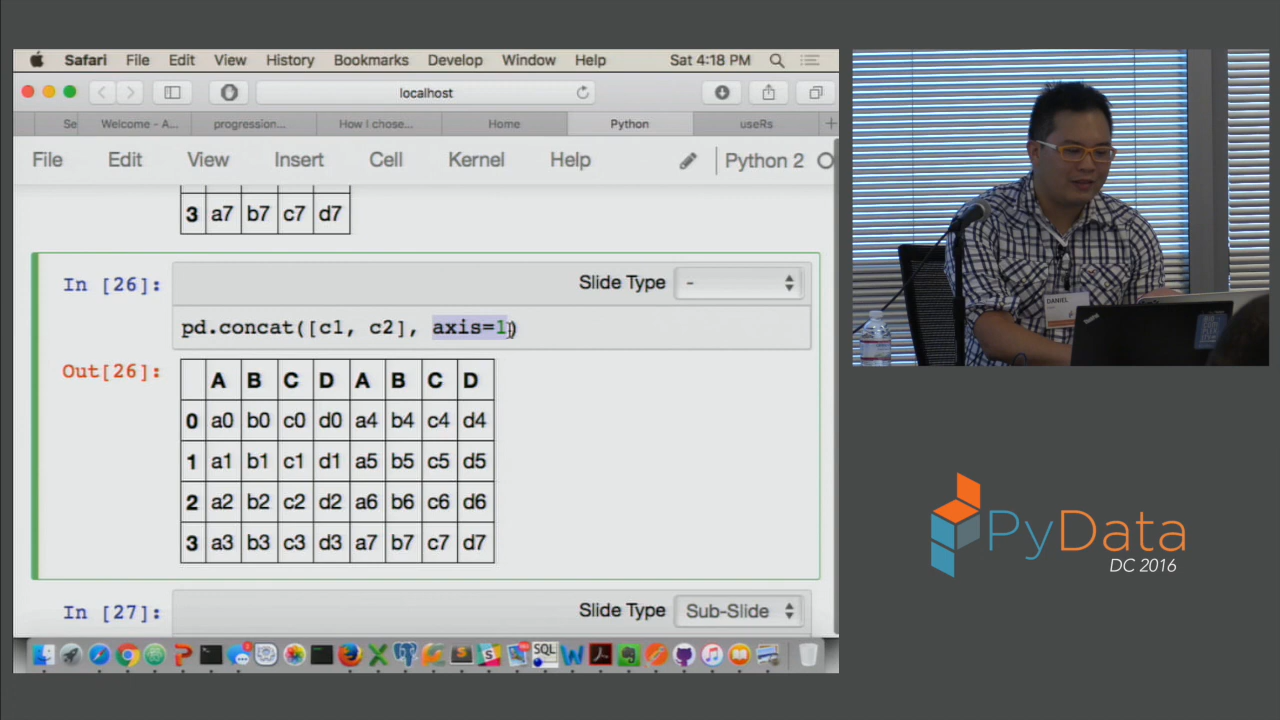 Safari File Edit View History Bookmarks Develop Window Help Sat 4:18 PM
localhost
Se Welcome - A... progression... How I chose... Home Python useRs +
File Edit View Insert Cell Kernel Help Python 2
3 a7 b7 c7 d7
In [26]: Slide Type -
pd.concat([c1, c2], axis=1)
Out[26]:
A B C D A B C D
0 a0 b0 c0 d0 a4 b4 c4 d4
1 a1 b1 c1 d1 a5 b5 c5 d5
2 a2 b2 c2 d2 a6 b6 c6 d6
3 a3 b3 c3 d3 a7 b7 c7 d7
In [27]: Slide Type Sub-Slide
SQL
DANIEL
ThinkPad
PyData
DC 2016